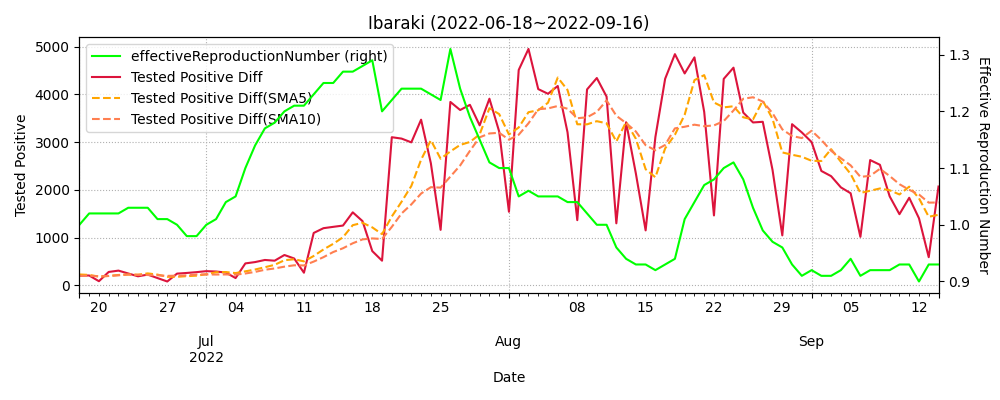 Ibaraki (2022-06-18~2022-09-16)
effectiveReproductionNumber (right)
Tested Positive Diff
Tested Positive Diff(SMA5)
Tested Positive Diff(SMA10)
Tested Positive
5000
4000
3000
2000
1000
0
Effective Reproduction Number
1.3
1.2
1.1
1.0
0.9
20 27 04 11 18 25 08 15 22 29 05 12
Jul Aug Sep
2022
Date